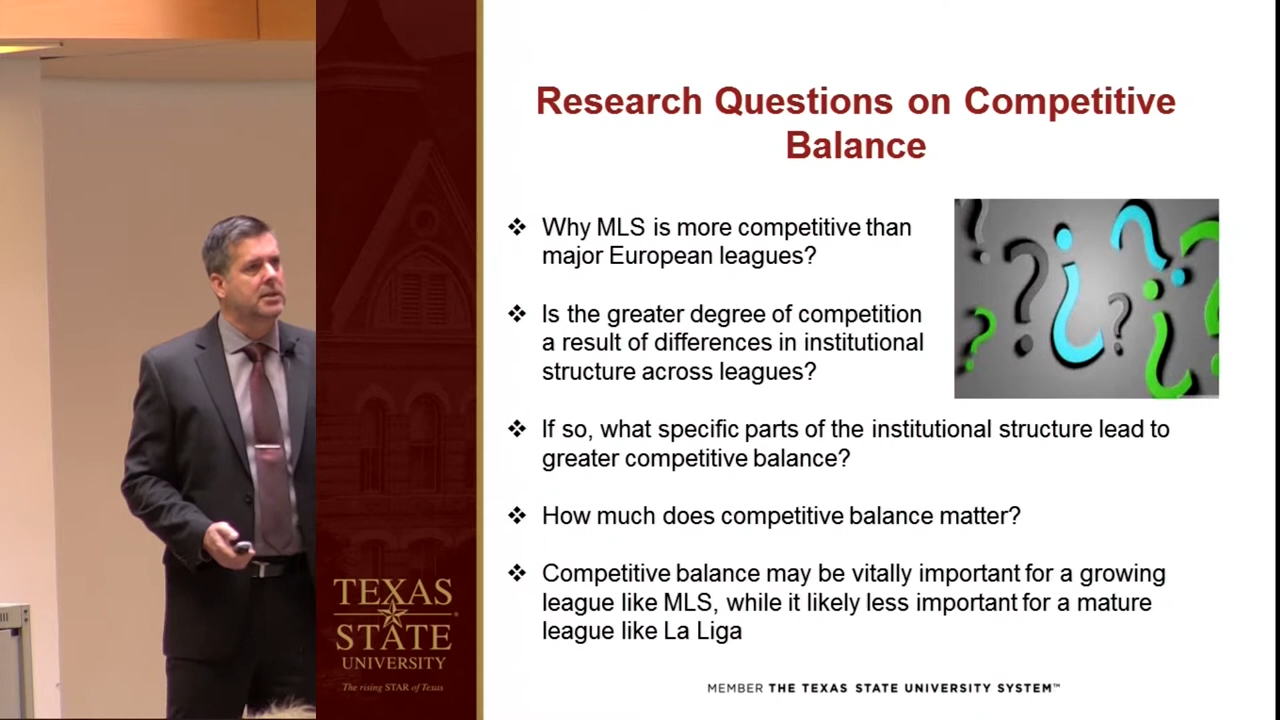 Research Questions on Competitive
Balance
❖ Why MLS is more competitive than
major European leagues?
❖ Is the greater degree of competition
a result of differences in institutional
structure across leagues?
❖ If so, what specific parts of the institutional structure lead to
greater competitive balance?
❖ How much does competitive balance matter?
❖ Competitive balance may be vitally important for a growing
league like MLS, while it likely less important for a mature
league like La Liga
TEXAS
STATE
UNIVERSITY
The rising STAR of Texas
MEMBER THE TEXAS STATE UNIVERSITY SYSTEM™